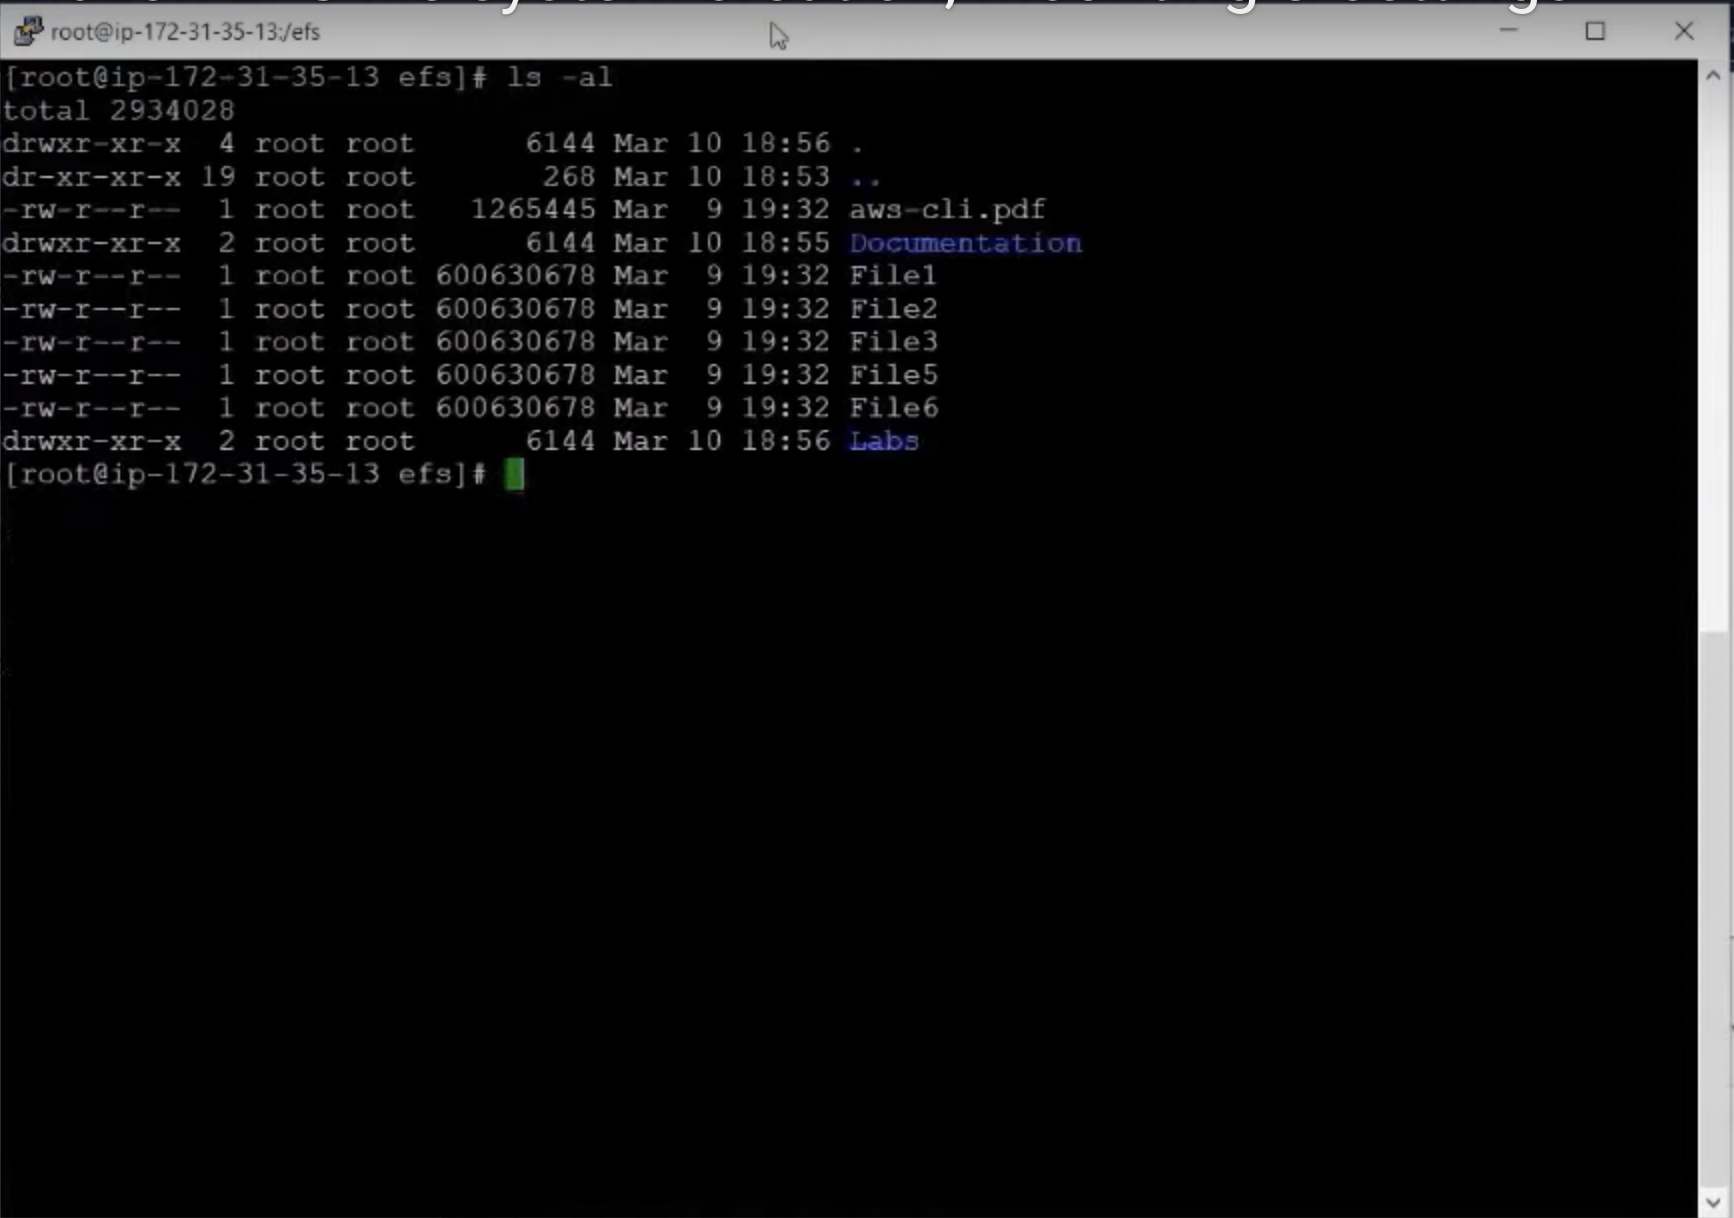 root@ip-172-31-35-13:/efs
[root@ip-172-31-35-13 efs]# ls -al
total 2934028
drwxr-xr-x  4 root root      6144 Mar 10 18:56 .
dr-xr-xr-x 19 root root       268 Mar 10 18:53 ..
-rw-r--r--  1 root root   1265445 Mar  9 19:32 aws-cli.pdf
drwxr-xr-x  2 root root      6144 Mar 10 18:55 Documentation
-rw-r--r--  1 root root 600630678 Mar  9 19:32 File1
-rw-r--r--  1 root root 600630678 Mar  9 19:32 File2
-rw-r--r--  1 root root 600630678 Mar  9 19:32 File3
-rw-r--r--  1 root root 600630678 Mar  9 19:32 File5
-rw-r--r--  1 root root 600630678 Mar  9 19:32 File6
drwxr-xr-x  2 root root      6144 Mar 10 18:56 Labs
[root@ip-172-31-35-13 efs]#